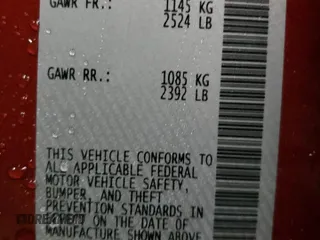 GAWR FR.: 1145 KG
2524 LB
GAWR RR.: 1085 KG
2392 LB
THIS VEHICLE CONFORMS TO
ALL APPLICABLE FEDERAL
MOTOR VEHICLE SAFETY,
BUMPER, AND THEFT
PREVENTION STANDARDS IN
ON THE DATE OF
MANUFACTURE SHOWN ABOVE